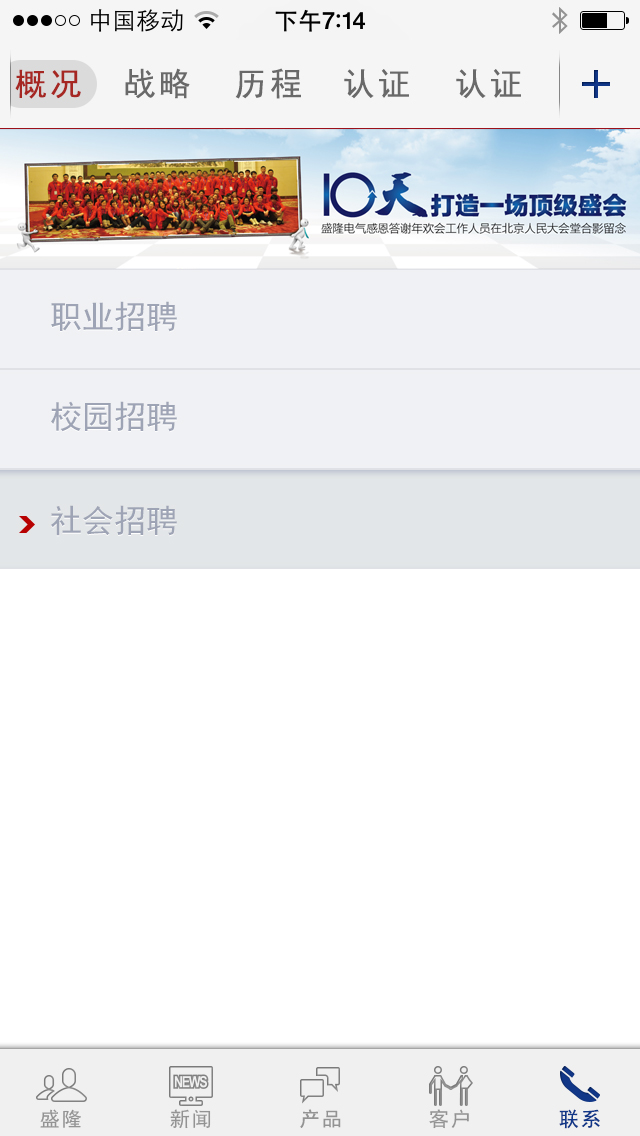 中国移动 下午7:14
概况 战略 历程 认证 认证
10天打造一场顶级盛会
盛隆电气感恩答谢年欢会工作人员在北京人民大会堂合影留念
职业招聘
校园招聘
社会招聘
NEWS
盛隆 新闻 产品 客户 联系